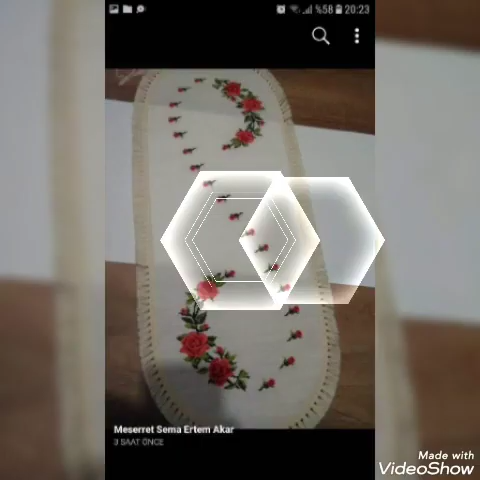 %58 20:23
Meserret Sema Ertem Akar
3 SAAT ÖNCE
Made with
VideoShow